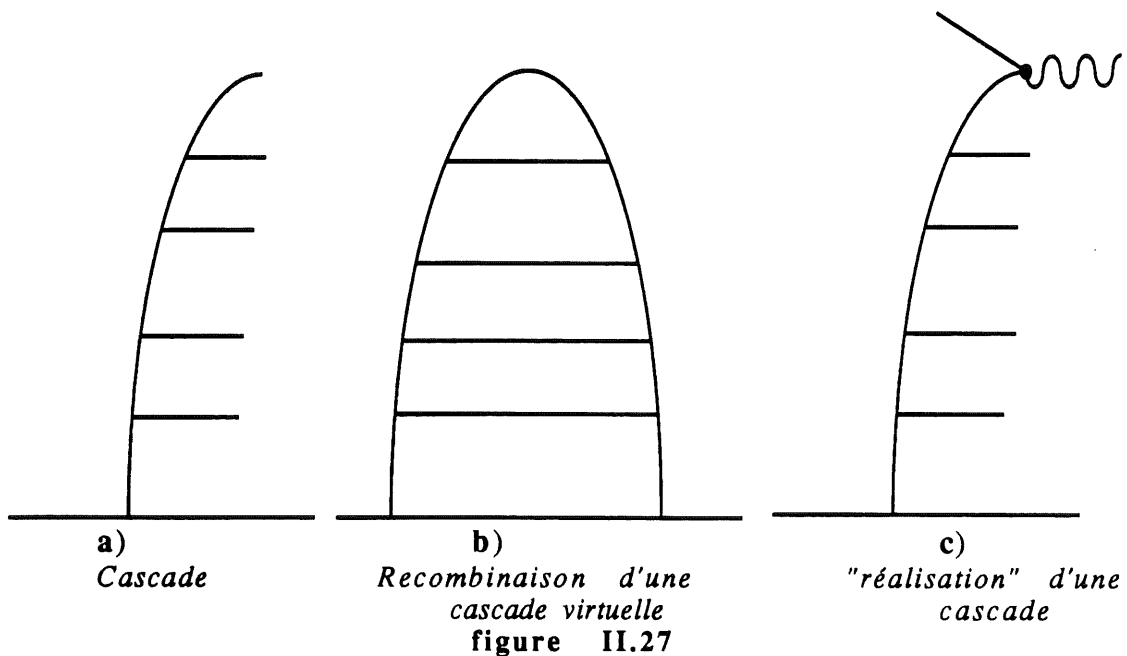 a)
Cascade
b)
Recombinaison d'une
cascade virtuelle
c)
"réalisation" d'une
cascade
figure II.27